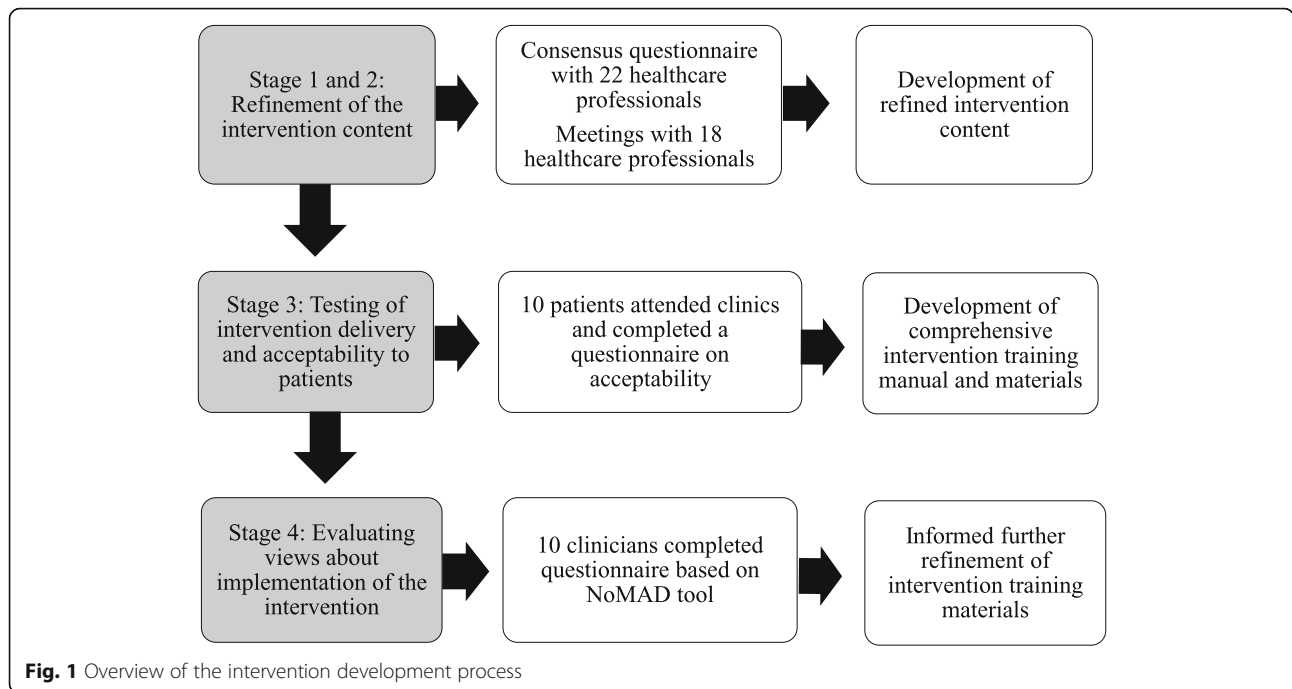 Stage 1 and 2:
Refinement of the
intervention content
Consensus questionnaire
with 22 healthcare
professionals
Meetings with 18
healthcare professionals
Development of
refined intervention
content
Stage 3: Testing of
intervention delivery
and acceptability to
patients
10 patients attended clinics
and completed a
questionnaire on
acceptability
Development of
comprehensive
intervention training
manual and materials
Stage 4: Evaluating
views about
implementation of the
intervention
10 clinicians completed
questionnaire based on
NoMAD tool
Informed further
refinement of
intervention training
materials
Fig. 1 Overview of the intervention development process